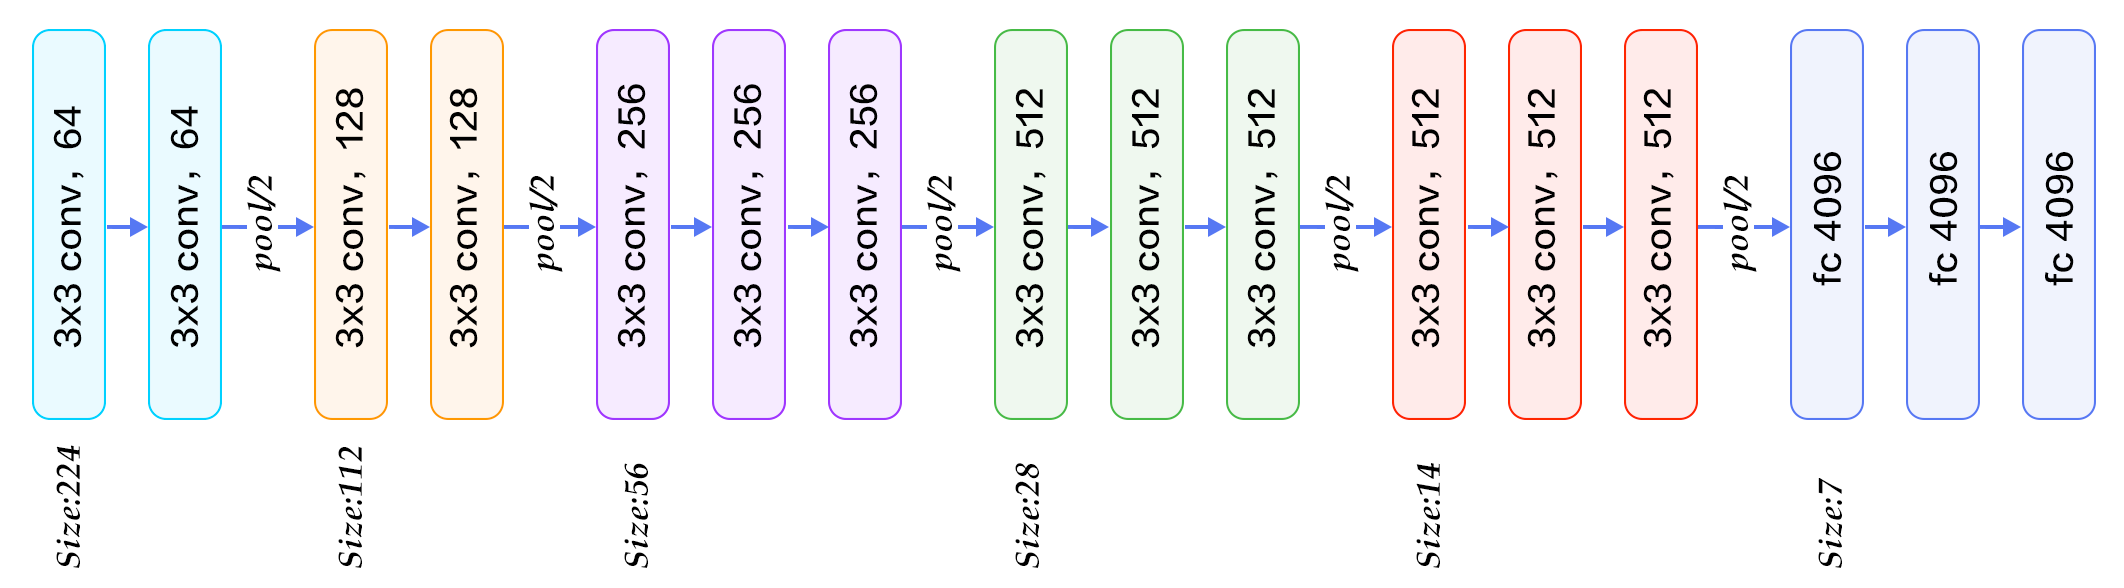 3x3 conv, 64
3x3 conv, 64
pool/2
3x3 conv, 128
3x3 conv, 128
pool/2
3x3 conv, 256
3x3 conv, 256
3x3 conv, 256
pool/2
3x3 conv, 512
3x3 conv, 512
3x3 conv, 512
pool/2
3x3 conv, 512
3x3 conv, 512
3x3 conv, 512
pool/2
fc 4096
fc 4096
fc 4096
Size:224
Size:112
Size:56
Size:28
Size:14
Size:7